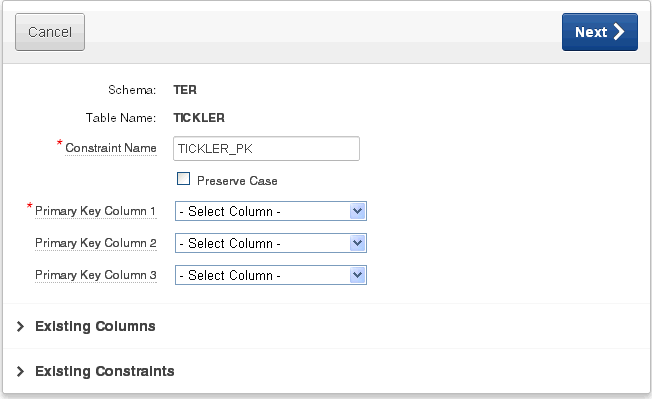 Cancel
Next
Schema: TER
Table Name: TICKLER
* Constraint Name TICKLER_PK
Preserve Case
* Primary Key Column 1 - Select Column -
Primary Key Column 2 - Select Column -
Primary Key Column 3 - Select Column -
Existing Columns
Existing Constraints